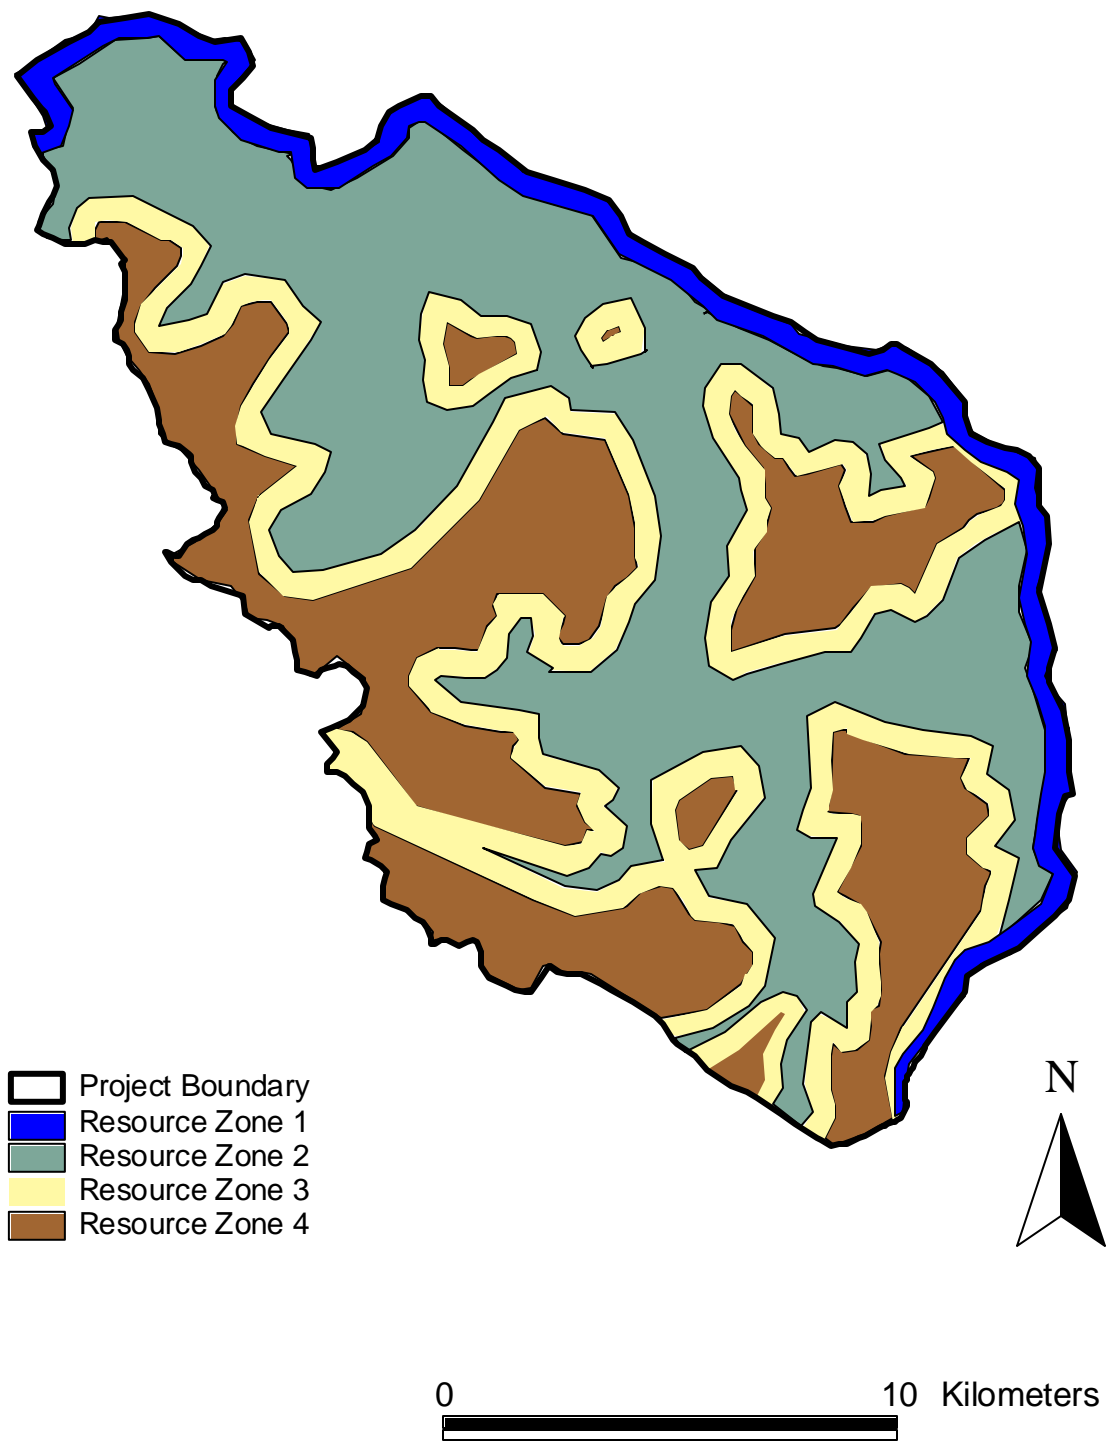 Project Boundary
Resource Zone 1
Resource Zone 2
Resource Zone 3
Resource Zone 4
N
0 10 Kilometers